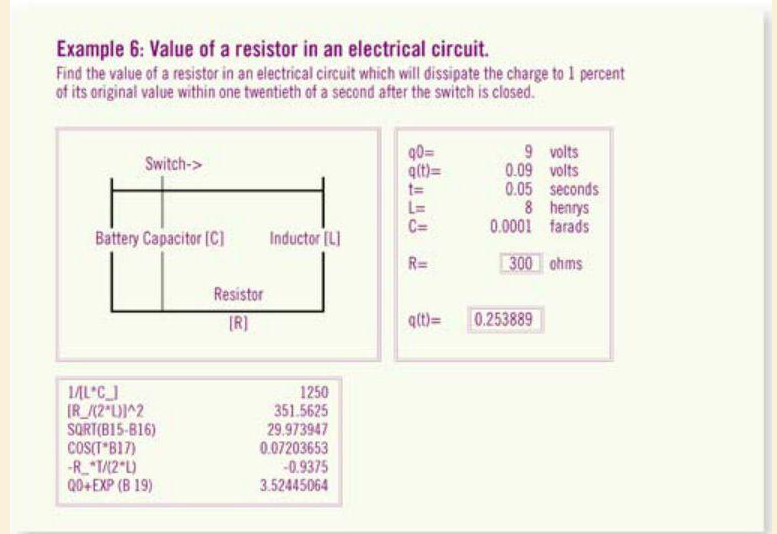 Example 6: Value of a resistor in an electrical circuit.
Find the value of a resistor in an electrical circuit which will dissipate the charge to 1 percent
of its original value within one twentieth of a second after the switch is closed.
Switch->
Battery Capacitor [C] Inductor [L]
Resistor
[R]
q0= 9 volts
q(t)= 0.09 volts
t= 0.05 seconds
L= 8 henrys
C= 0.0001 farads
R= 300 ohms
q(t)= 0.253889
1/[L*C_] 1250
[R_/(2*L)]^2 351.5625
SQRT(B15-B16) 29.973947
COS(T*B17) 0.07203653
-R_*T/(2*L) -0.9375
Q0+EXP (B 19) 3.52445064